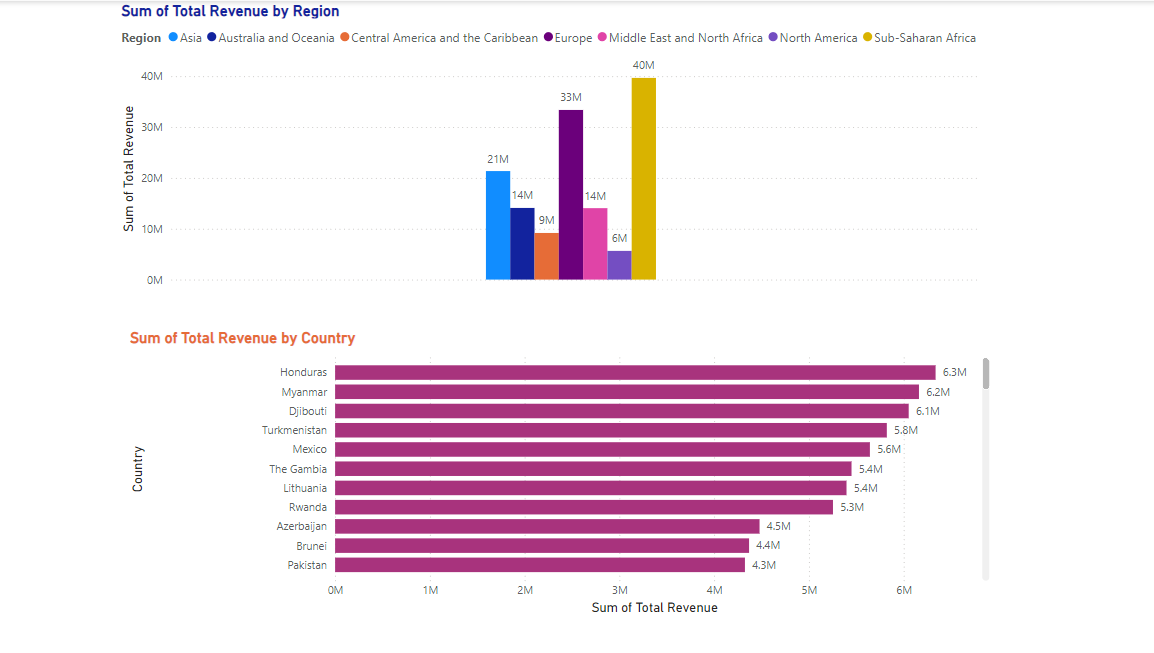 Sum of Total Revenue by Region
Region Asia Australia and Oceania Central America and the Caribbean Europe Middle East and North Africa North America Sub-Saharan Africa
Sum of Total Revenue
40M
30M
20M
10M
0M
21M
14M
9M
33M
14M
6M
40M
Sum of Total Revenue by Country
Country
Honduras 6.3M
Myanmar 6.2M
Djibouti 6.1M
Turkmenistan 5.8M
Mexico 5.6M
The Gambia 5.4M
Lithuania 5.4M
Rwanda 5.3M
Azerbaijan 4.5M
Brunei 4.4M
Pakistan 4.3M
0M 1M 2M 3M 4M 5M 6M
Sum of Total Revenue